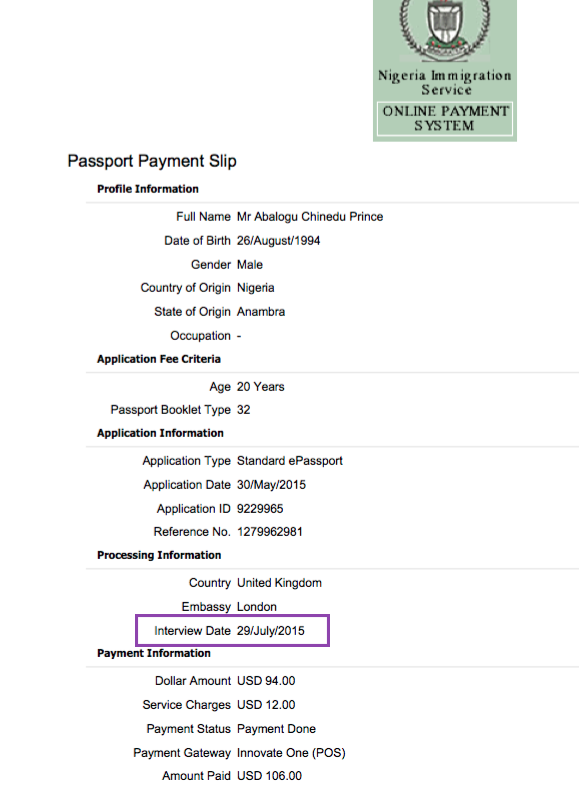 Nigeria Immigration
Service
ONLINE PAYMENT
SYSTEM
Passport Payment Slip
Profile Information
Full Name Mr Abalogu Chinedu Prince
Date of Birth 26/August/1994
Gender Male
Country of Origin Nigeria
State of Origin Anambra
Occupation -
Application Fee Criteria
Age 20 Years
Passport Booklet Type 32
Application Information
Application Type Standard ePassport
Application Date 30/May/2015
Application ID 9229965
Reference No. 1279962981
Processing Information
Country United Kingdom
Embassy London
Interview Date 29/July/2015
Payment Information
Dollar Amount USD 94.00
Service Charges USD 12.00
Payment Status Payment Done
Payment Gateway Innovate One (POS)
Amount Paid USD 106.00